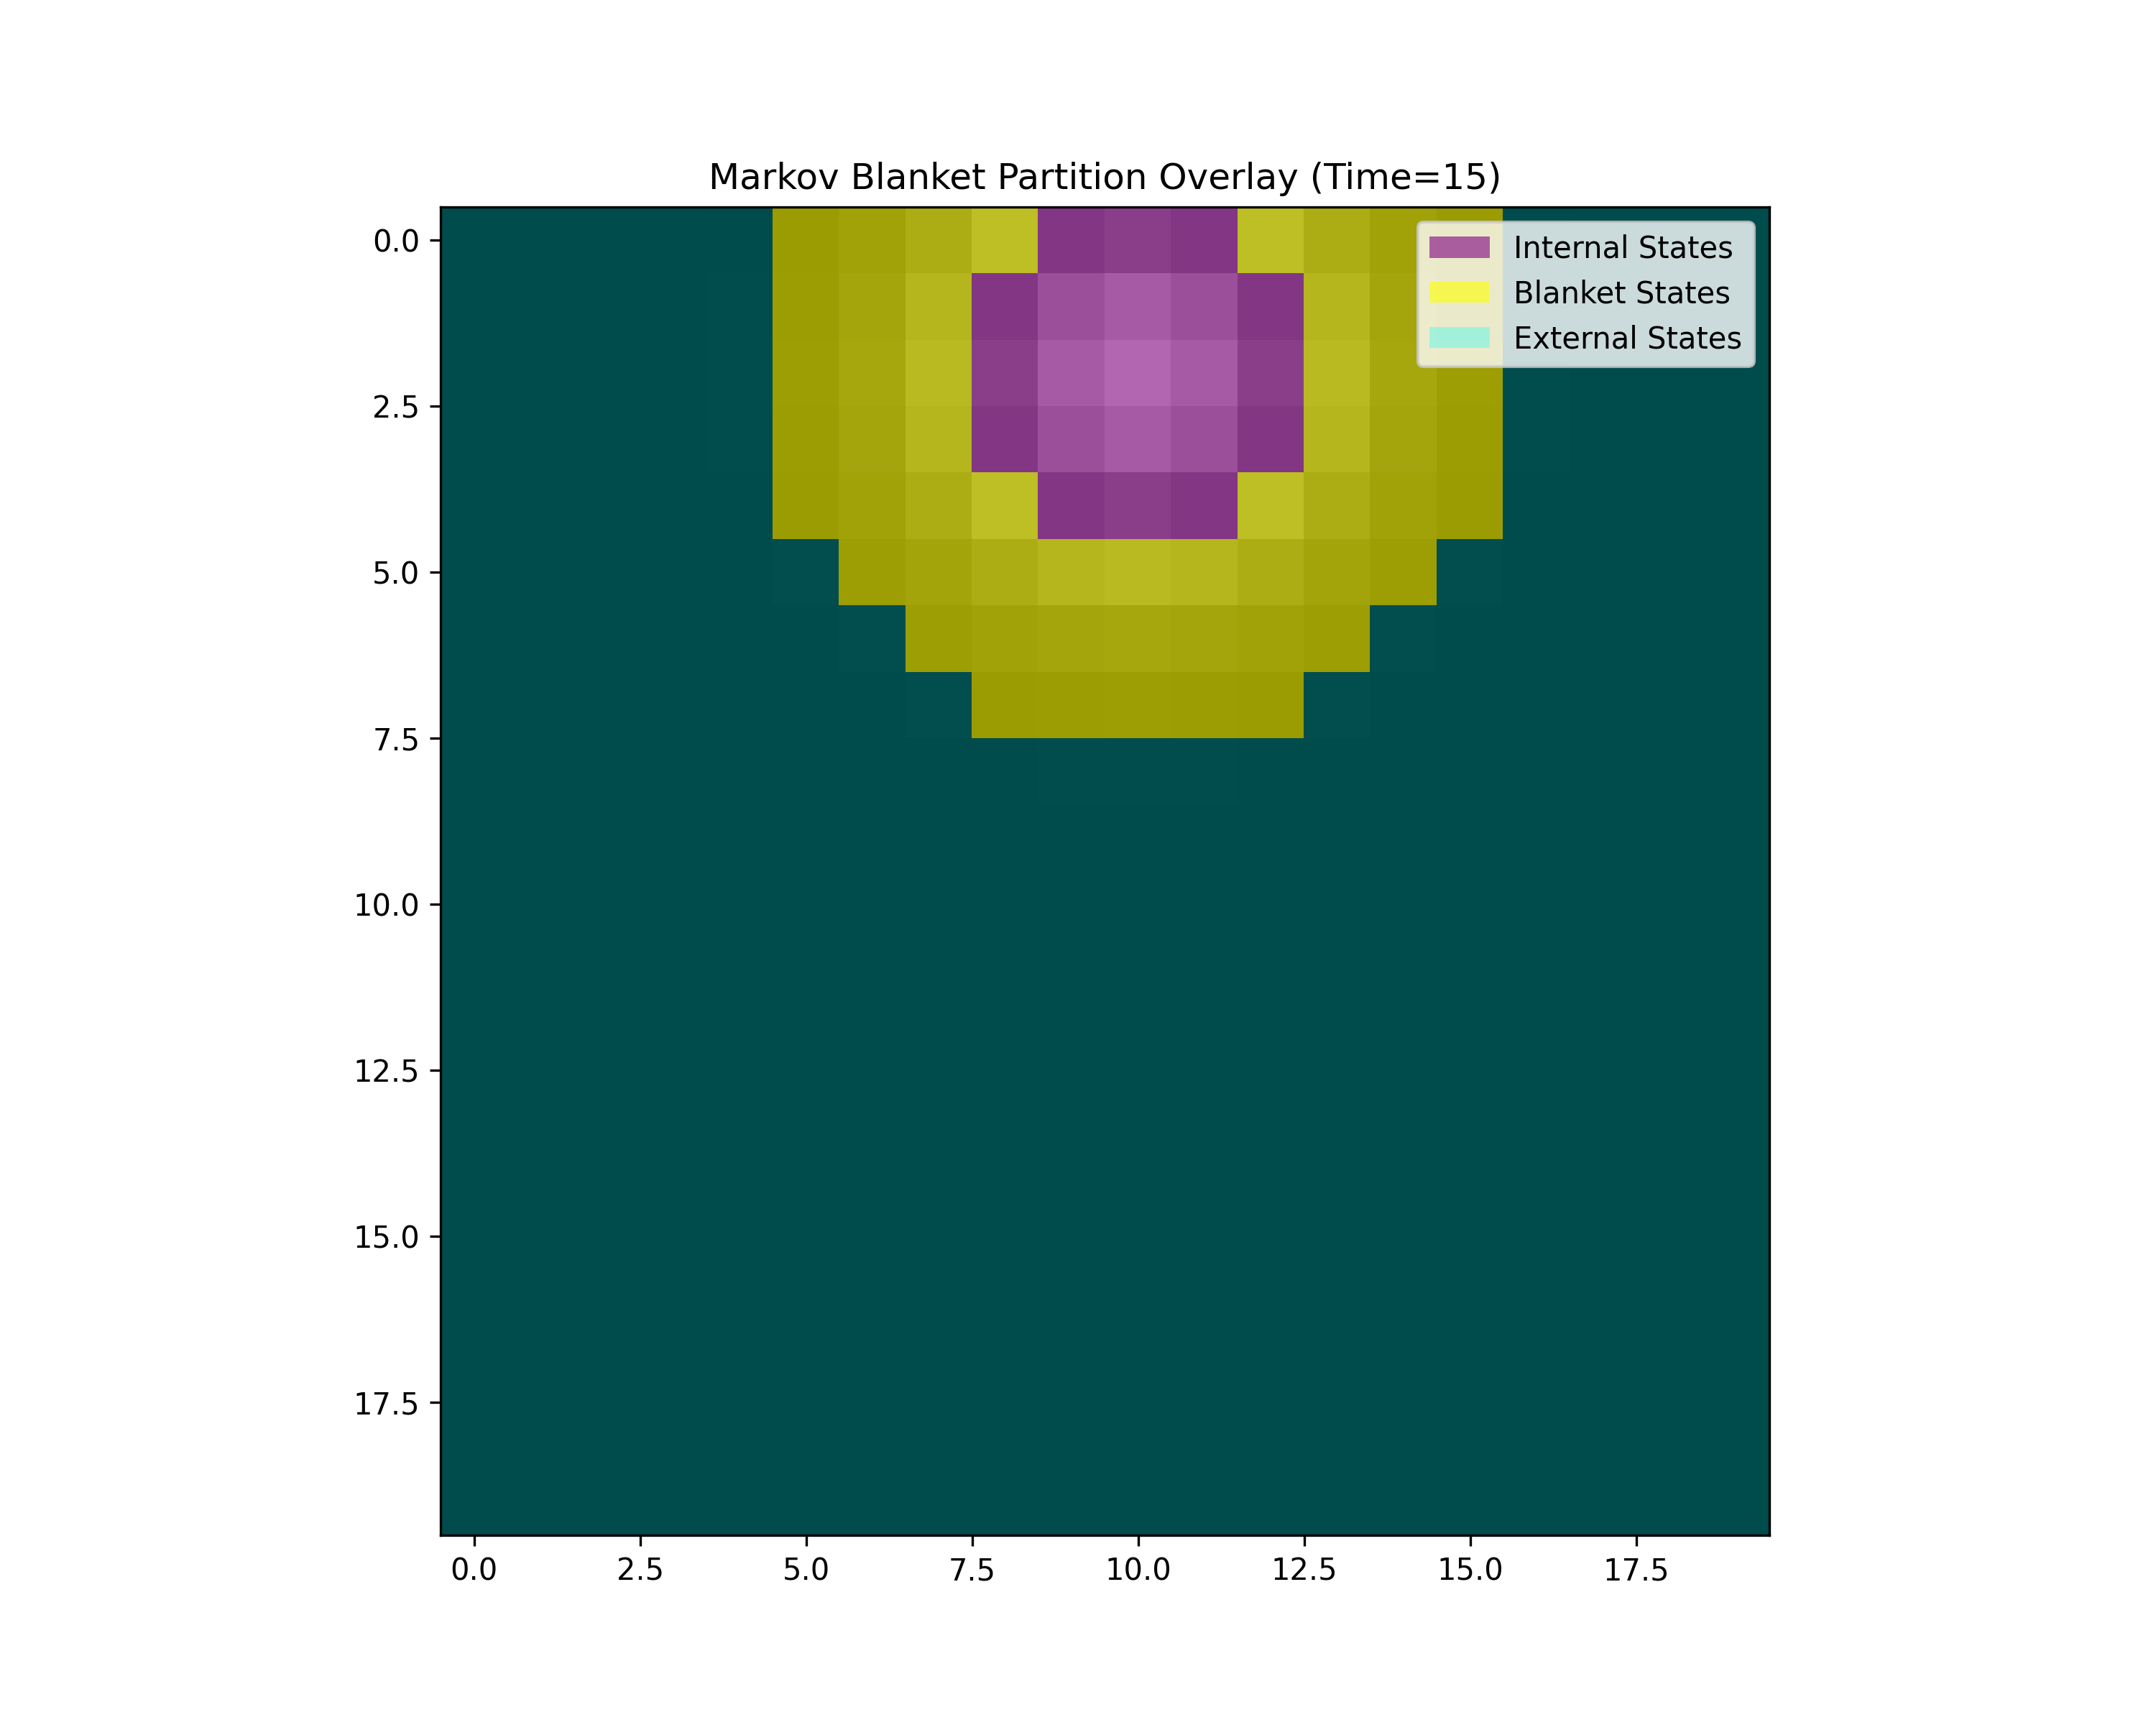 Markov Blanket Partition Overlay (Time=15)
Internal States
Blanket States
External States
0.0
2.5
5.0
7.5
10.0
12.5
15.0
17.5
0.0 2.5 5.0 7.5 10.0 12.5 15.0 17.5